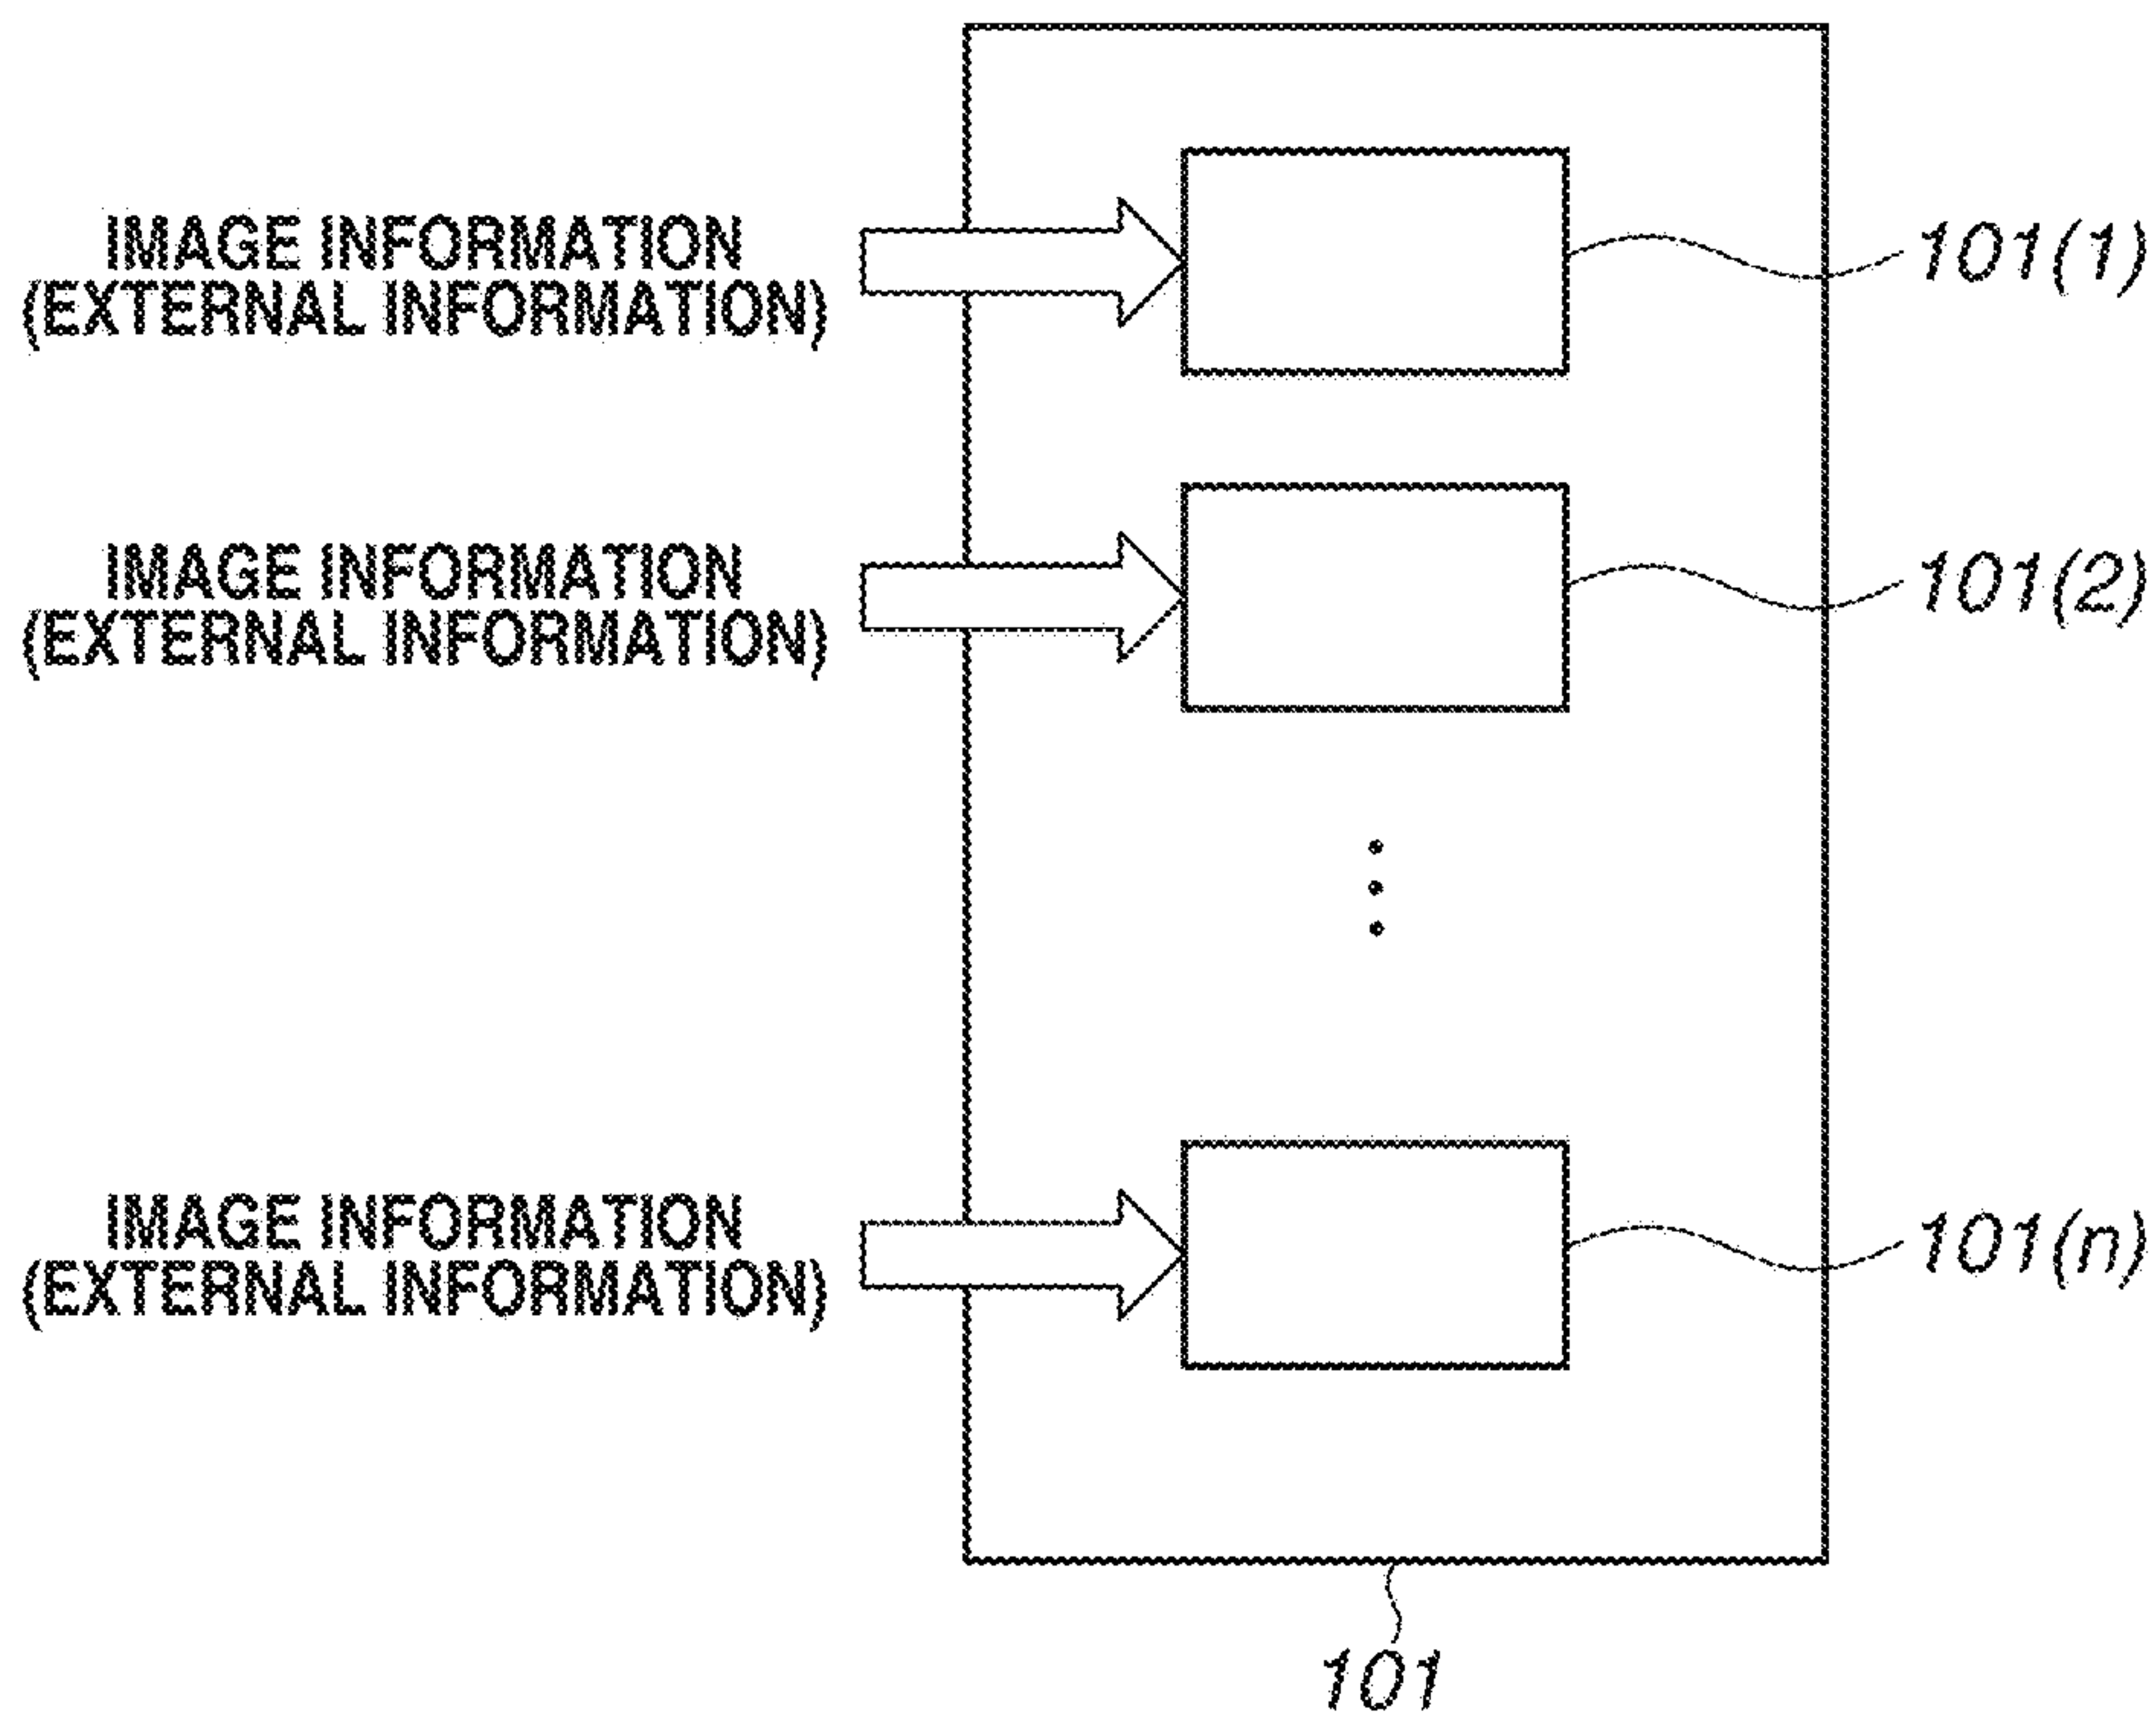 IMAGE INFORMATION
(EXTERNAL INFORMATION)
101(1)
IMAGE INFORMATION
(EXTERNAL INFORMATION)
101(2)
IMAGE INFORMATION
(EXTERNAL INFORMATION)
101(n)
101